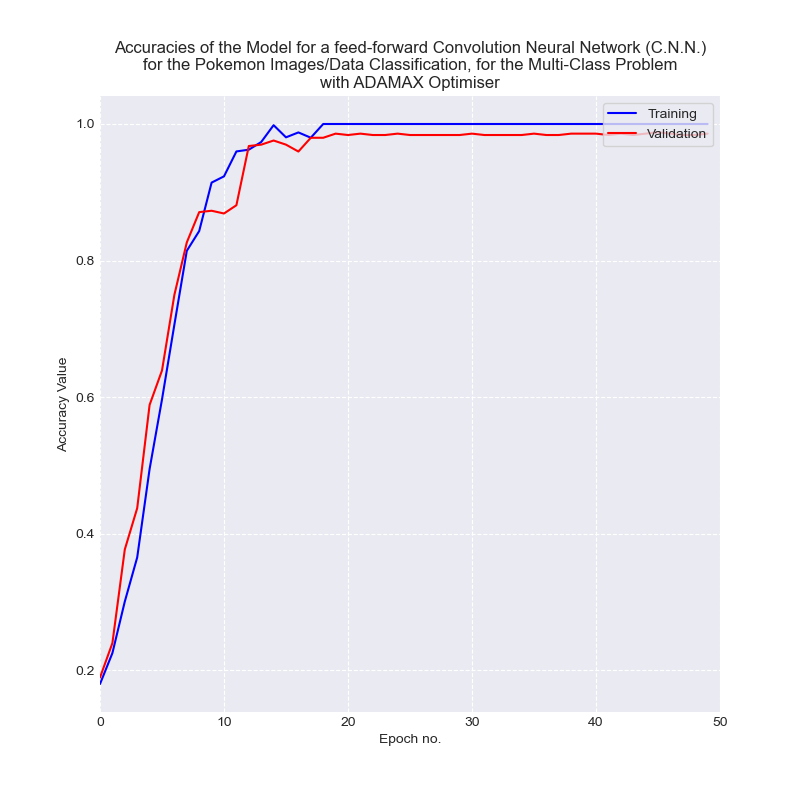 Accuracies of the Model for a feed-forward Convolution Neural Network (C.N.N.)
for the Pokemon Images/Data Classification, for the Multi-Class Problem
with ADAMAX Optimiser
Training
Validation
1.0
0.8
0.6
0.4
0.2
Accuracy Value
0 10 20 30 40 50
Epoch no.